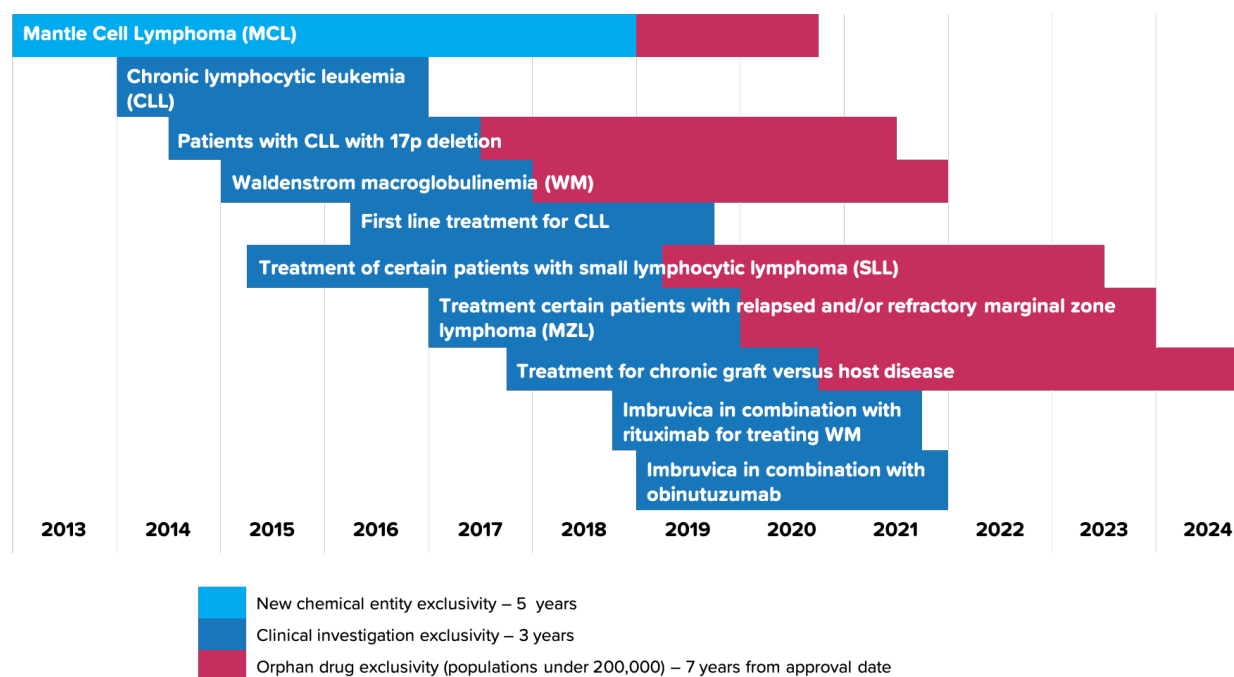 Mantle Cell Lymphoma (MCL)
Chronic lymphocytic leukemia
(CLL)
Patients with CLL with 17p deletion
Waldenstrom macroglobulinemia (WM)
First line treatment for CLL
Treatment of certain patients with small lymphocytic lymphoma (SLL)
Treatment certain patients with relapsed and/or refractory marginal zone
lymphoma (MZL)
Treatment for chronic graft versus host disease
Imbruvica in combination with
rituximab for treating WM
Imbruvica in combination with
obinutuzumab
2013 2014 2015 2016 2017 2018 2019 2020 2021 2022 2023 2024
New chemical entity exclusivity – 5 years
Clinical investigation exclusivity – 3 years
Orphan drug exclusivity (populations under 200,000) – 7 years from approval date